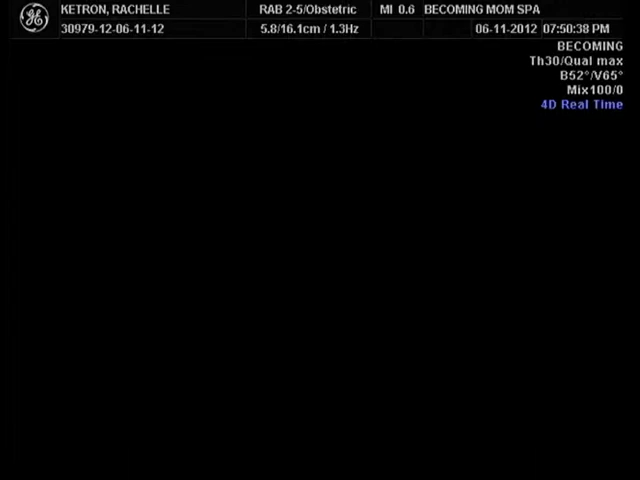 KETRON, RACHELLE RAB 2-5/Obstetric MI 0.6 BECOMING MOM SPA
30979-12-06-11-12 5.8/16.1cm / 1.3Hz 06-11-2012 07:50:38 PM
BECOMING
Th30/Qual max
B52°/V65°
Mix100/0
4D Real Time